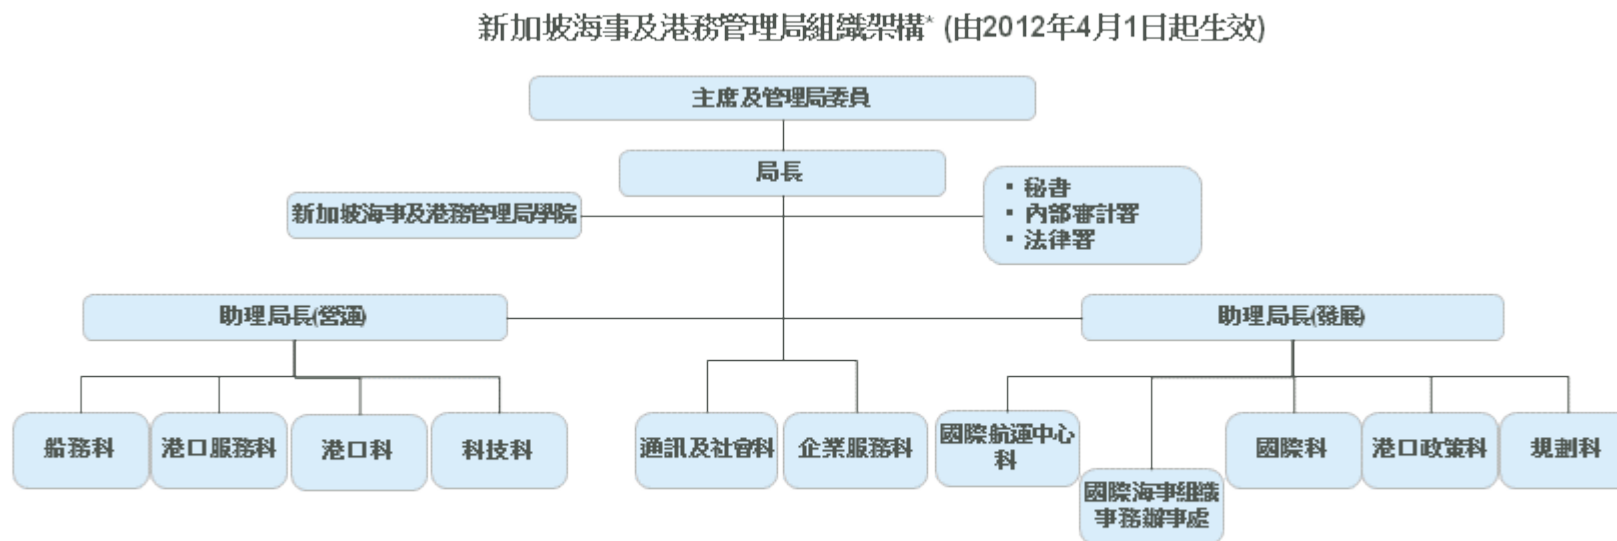 新加坡海事及港務管理局組織架構* (由2012年4月1日起生效)
主席及管理局委員
局長
新加坡海事及港務管理局學院
▪ 秘書
▪ 內部審計署
▪ 法律署
助理局長(營運)
助理局長(發展)
船務科
港口服務科
港口科
科技科
通訊及社會科
企業服務科
國際航運中心
科
國際海事組織
事務辦事處
國際科
港口政策科
規劃科